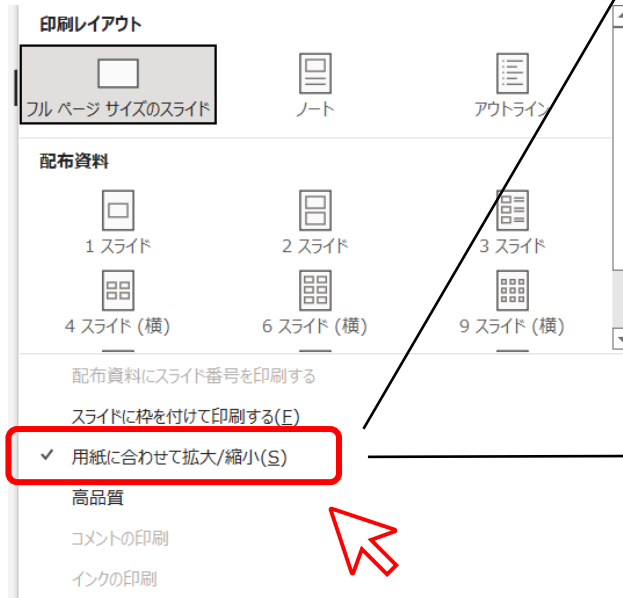 印刷レイアウト
フル ページ サイズのスライド
ノート
アウトライン
配布資料
1 スライド
2 スライド
3 スライド
4 スライド (横)
6 スライド (横)
9 スライド (横)
配布資料にスライド番号を印刷する
スライドに枠を付けて印刷する(F)
用紙に合わせて拡大/縮小(S)
高品質
コメントの印刷
インクの印刷